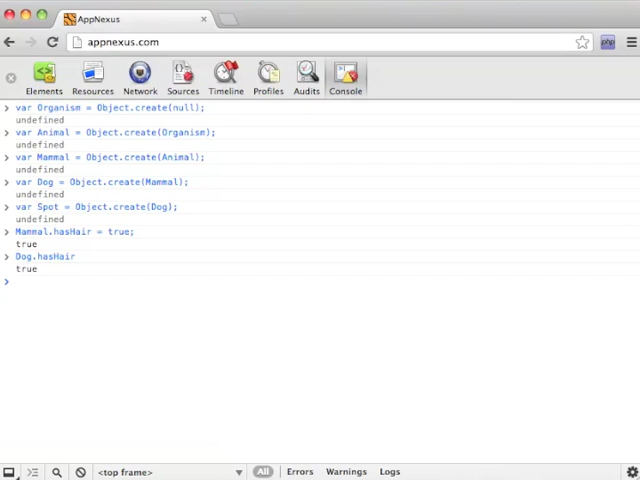 AppNexus
appnexus.com
php
Elements Resources Network Sources Timeline Profiles Audits Console
> var Organism = Object.create(null);
undefined
> var Animal = Object.create(Organism);
undefined
> var Mammal = Object.create(Animal);
undefined
> var Dog = Object.create(Mammal);
undefined
> var Spot = Object.create(Dog);
undefined
> Mammal.hasHair = true;
true
> Dog.hasHair
true
>
<top frame> All Errors Warnings Logs